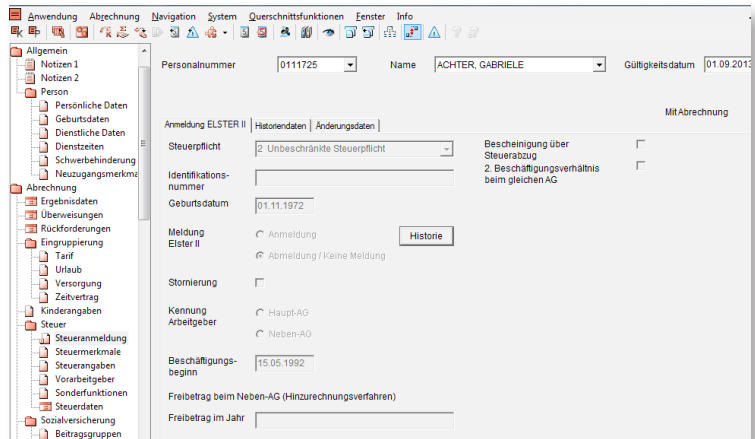 Anwendung Abrechnung Navigation System Querschnittsfunktionen Fenster Info
Allgemein
Notizen 1
Notizen 2
Person
Persönliche Daten
Geburtsdaten
Dienstliche Daten
Dienstzeiten
Schwerbehinderung
Neuzugangsmerkma
Abrechnung
Ergebnisdaten
Überweisungen
Rückforderungen
Eingruppierung
Tarif
Urlaub
Versorgung
Zeitvertrag
Kinderangaben
Steuer
Steueranmeldung
Steuermerkmale
Steuerangaben
Vorarbeitgeber
Sonderfunktionen
Steuerdaten
Sozialversicherung
Beitragsgruppen
Personalnummer 0111725 Name ACHTER, GABRIELE Gültigkeitsdatum 01.09.2013
Mit Abrechnung
Anmeldung ELSTER II Historiendaten Änderungsdaten
Steuerpflicht 2 Unbeschränkte Steuerpflicht
Bescheinigung über
Steuerabzug
2. Beschäftigungsverhältnis
beim gleichen AG
Identifikations-
nummer
Geburtsdatum 01.11.1972
Meldung
Elster II
Anmeldung
Abmeldung / Keine Meldung
Historie
Stornierung
Kennung
Arbeitgeber
Haupt-AG
Neben-AG
Beschäftigungs-
beginn
15.05.1992
Freibetrag beim Neben-AG (Hinzurechnungsverfahren)
Freibetrag im Jahr